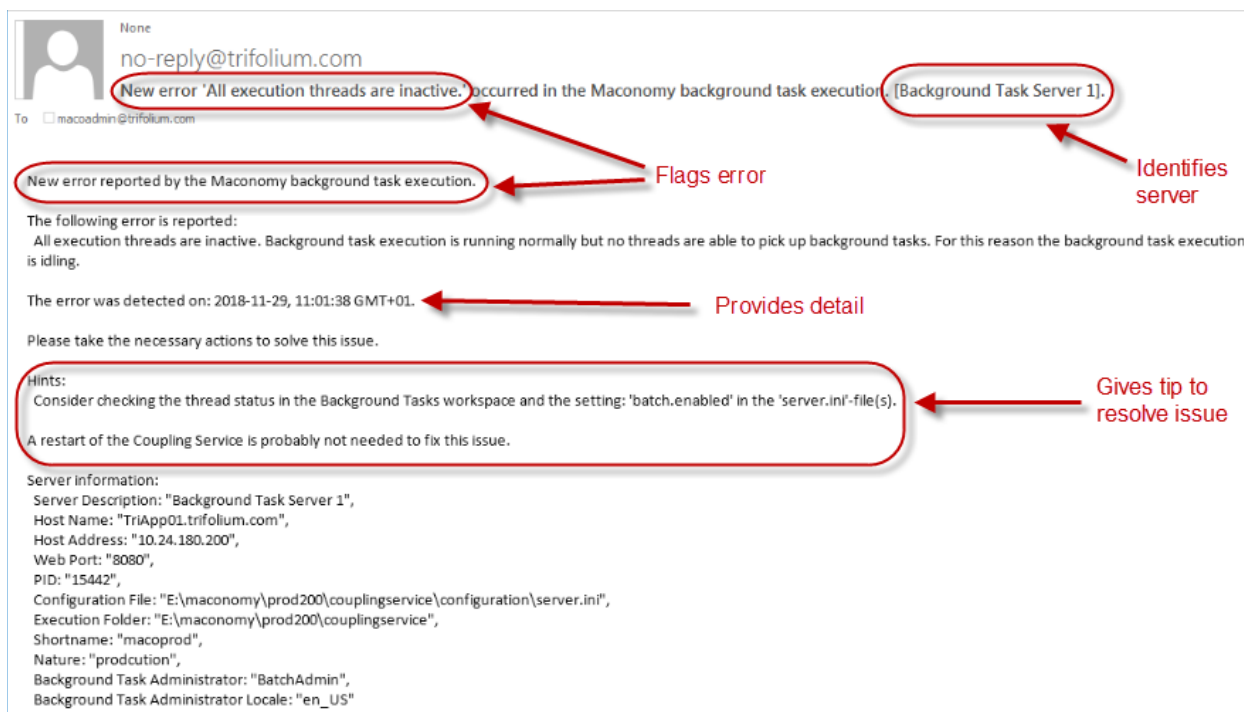 None
no-reply@trifolium.com
New error 'All execution threads are inactive.' occurred in the Maconomy background task execution. [Background Task Server 1].
To macoadmin@trifolium.com
Flags error
Identifies
server
New error reported by the Maconomy background task execution.
The following error is reported:
All execution threads are inactive. Background task execution is running normally but no threads are able to pick up background tasks. For this reason the background task execution
is idling.
The error was detected on: 2018-11-29, 11:01:38 GMT+01.
Provides detail
Please take the necessary actions to solve this issue.
Hints:
Consider checking the thread status in the Background Tasks workspace and the setting: 'batch.enabled' in the 'server.ini'-file(s).
Gives tip to
resolve issue
A restart of the Coupling Service is probably not needed to fix this issue.
Server information:
Server Description: "Background Task Server 1",
Host Name: "TriApp01.trifolium.com",
Host Address: "10.24.180.200",
Web Port: "8080",
PID: "15442",
Configuration File: "E:\maconomy\prod200\couplingservice\configuration\server.ini",
Execution Folder: "E:\maconomy\prod200\couplingservice",
Shortname: "macoprod",
Nature: "prodcution",
Background Task Administrator: "BatchAdmin",
Background Task Administrator Locale: "en_US"